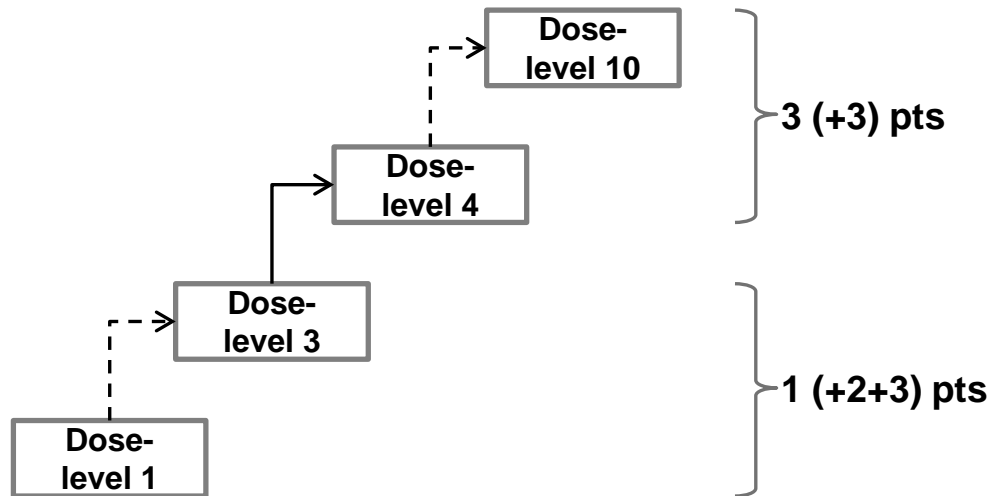 Dose-
level 10
3 (+3) pts
Dose-
level 4
Dose-
level 3
1 (+2+3) pts
Dose-
level 1